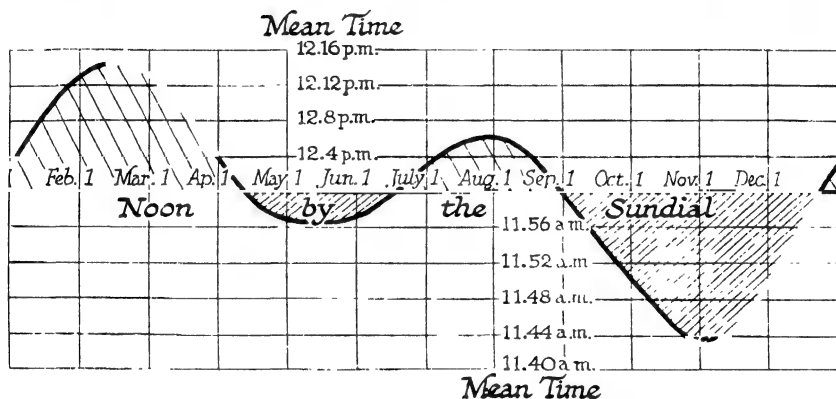 Mean Time
12.16 p.m.
12.12 p.m.
12.8 p.m.
12.4 p.m.
1 Feb. 1 Mar. 1 Ap. 1 May 1 Jun. 1 July 1 Aug. 1 Sep. 1 Oct. 1 Nov. 1 Dec. 1
Noon by the Sundial
11.56 a.m.
11.52 a.m
11.48 a.m.
11.44 a.m.
11.40 a m.
Mean Time